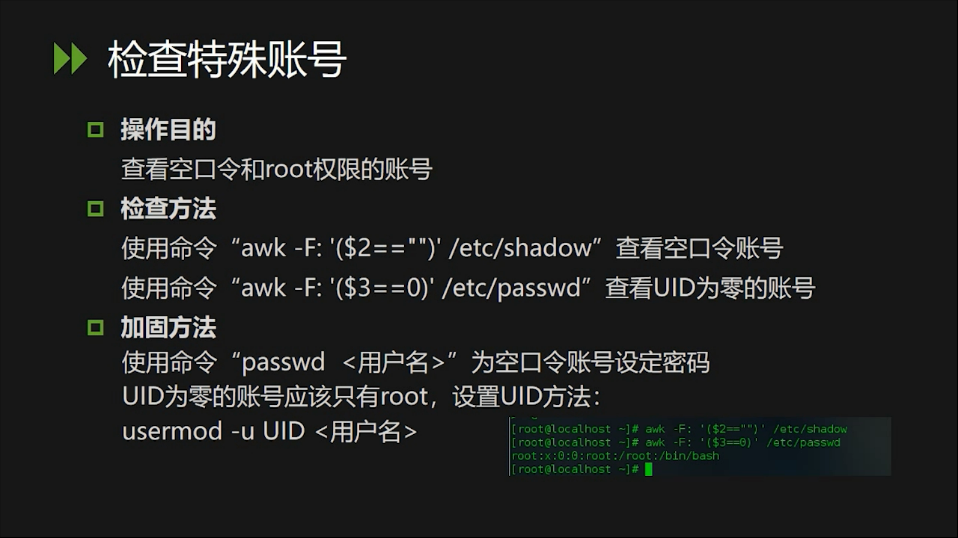 检查特殊账号
操作目的
查看空口令和root权限的账号
检查方法
使用命令“awk -F: '($2=="")' /etc/shadow”查看空口令账号
使用命令“awk -F: '($3==0)' /etc/passwd”查看UID为零的账号
加固方法
使用命令“passwd <用户名>”为空口令账号设定密码
UID为零的账号应该只有root，设置UID方法：
usermod -u UID <用户名>
[root@localhost ~]# awk -F: '($2=="")' /etc/shadow
[root@localhost ~]# awk -F: '($3==0)' /etc/passwd
root:x:0:0:root:/root:/bin/bash
[root@localhost ~]#